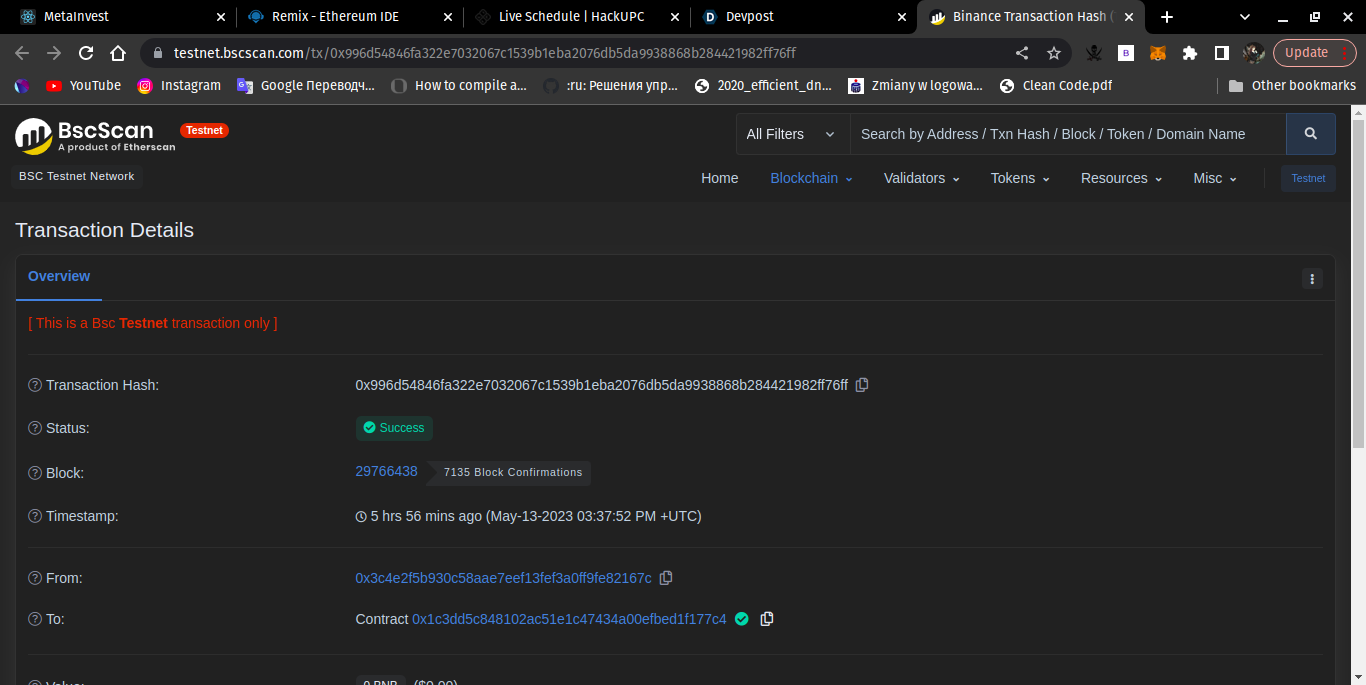 MetaInvest
Remix - Ethereum IDE
Live Schedule | HackUPC
Devpost
Binance Transaction Hash (
testnet.bscscan.com/tx/0x996d54846fa322e7032067c1539b1eba2076db5da9938868b284421982ff76ff
B
Update
YouTube
Instagram
Google Переводч...
How to compile a...
:ru: Решения упр...
2020_efficient_dn...
Zmiany w logowa...
Clean Code.pdf
Other bookmarks
BscScan
A product of Etherscan
Testnet
All Filters
Search by Address / Txn Hash / Block / Token / Domain Name
BSC Testnet Network
Home
Blockchain
Validators
Tokens
Resources
Misc
Testnet
Transaction Details
Overview
[ This is a Bsc Testnet transaction only ]
Transaction Hash:
0x996d54846fa322e7032067c1539b1eba2076db5da9938868b284421982ff76ff
Status:
Success
Block:
29766438
7135 Block Confirmations
Timestamp:
5 hrs 56 mins ago (May-13-2023 03:37:52 PM +UTC)
From:
0x3c4e2f5b930c58aae7eef13fef3a0ff9fe82167c
To:
Contract 0x1c3dd5c848102ac51e1c47434a00efbed1f177c4
Value:
0 BNB
($0.00)